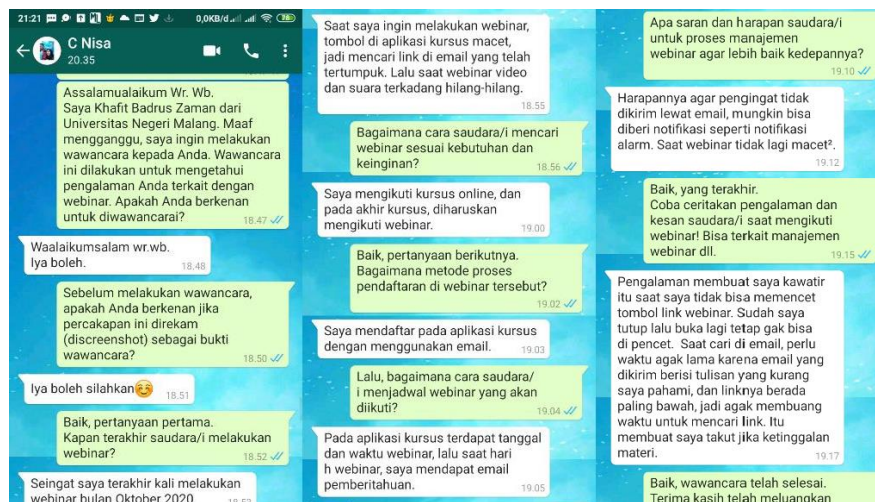 21:21
0,0KB/d
78
C Nisa
20.35
Assalamualaikum Wr. Wb.
Saya Khafit Badrus Zaman dari
Universitas Negeri Malang. Maaf
mengganggu, saya ingin melakukan
wawancara kepada Anda. Wawancara
ini dilakukan untuk mengetahui
pengalaman Anda terkait dengan
webinar. Apakah Anda berkenan
untuk diwawancarai?
18.47
Waalaikumsalam wr.wb.
Iya boleh.
18.48
Sebelum melakukan wawancara,
apakah Anda berkenan jika
percakapan ini direkam
(discreenshot) sebagai bukti
wawancara?
18.50
Iya boleh silahkan😊
18.51
Baik, pertanyaan pertama.
Kapan terakhir saudara/i melakukan
webinar?
18.52
Seingat saya terakhir kali melakukan
webinar bulan Oktober 2020
Saat saya ingin melakukan webinar,
tombol di aplikasi kursus macet,
jadi mencari link di email yang telah
tertumpuk. Lalu saat webinar video
dan suara terkadang hilang-hilang.
18.55
Bagaimana cara saudara/i mencari
webinar sesuai kebutuhan dan
keinginan?
18.56
Saya mengikuti kursus online, dan
pada akhir kursus, diharuskan
mengikuti webinar.
19.00
Baik, pertanyaan berikutnya.
Bagaimana metode proses
pendaftaran di webinar tersebut?
19.02
Saya mendaftar pada aplikasi kursus
dengan menggunakan email.
19.03
Lalu, bagaimana cara saudara/
i menjadwal webinar yang akan
diikuti?
19.04
Pada aplikasi kursus terdapat tanggal
dan waktu webinar, lalu saat hari
h webinar, saya mendapat email
pemberitahuan.
19.05
Apa saran dan harapan saudara/i
untuk proses manajemen
webinar agar lebih baik kedepannya?
19.10
Harapannya agar pengingat tidak
dikirim lewat email, mungkin bisa
diberi notifikasi seperti notifikasi
alarm. Saat webinar tidak lagi macet².
19.12
Baik, yang terakhir.
Coba ceritakan pengalaman dan
kesan saudara/i saat mengikuti
webinar! Bisa terkait manajemen
webinar dll.
19.15
Pengalaman membuat saya kawatir
itu saat saya tidak bisa memencet
tombol link webinar. Sudah saya
tutup lalu buka lagi tetap gak bisa
di pencet. Saat cari di email, perlu
waktu agak lama karena email yang
dikirim berisi tulisan yang kurang
saya pahami, dan linknya berada
paling bawah, jadi agak membuang
waktu untuk mencari link. Itu
membuat saya takut jika ketinggalan
materi.
19.17
Baik, wawancara telah selesai.
Terima kasih telah meluangkan